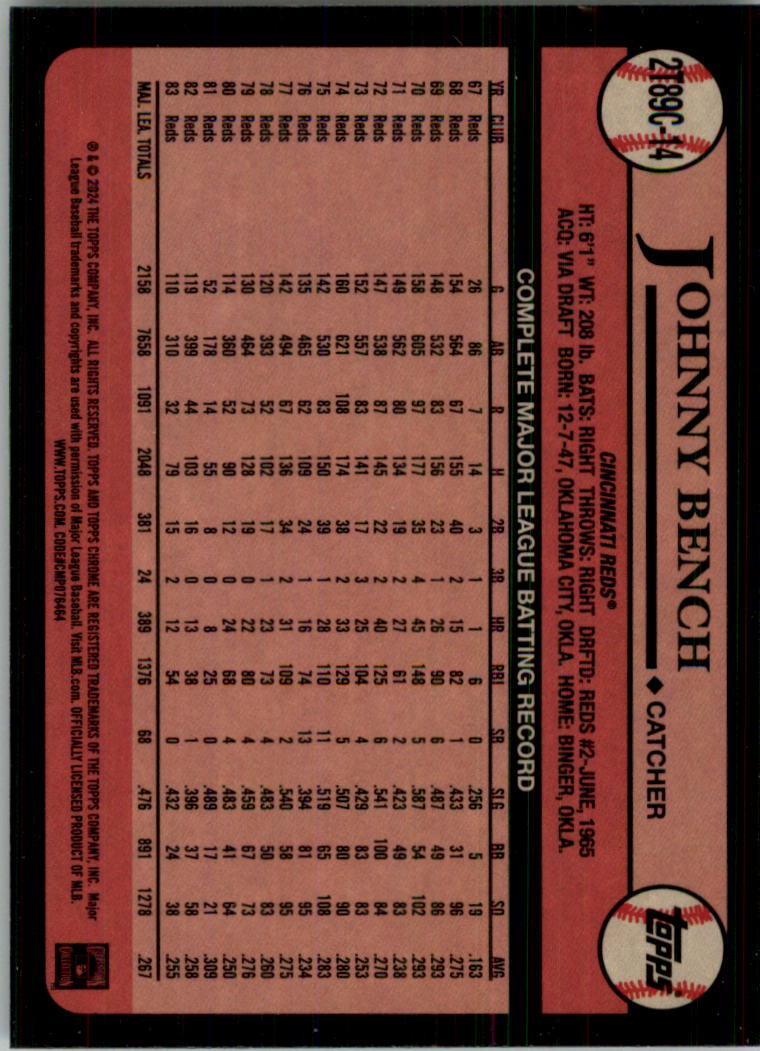 2T89C-14
JOHNNY BENCH
◆ CATCHER
topps®
CINCINNATI REDS®
HT: 6'1" WT: 208 lb. BATS: RIGHT THROWS: RIGHT DRFTD: REDS #2-JUNE, 1965
ACQ: VIA DRAFT BORN: 12-7-47, OKLAHOMA CITY, OKLA. HOME: BINGER, OKLA.
COMPLETE MAJOR LEAGUE BATTING RECORD
YR CLUB G AB R H 2B 3B HR RBI SB SLG BB SO AVG
67 Reds 26 86 7 14 3 1 1 6 0 .256 5 19 .163
68 Reds 154 564 67 155 40 2 15 82 1 .433 31 96 .275
69 Reds 148 532 83 156 23 1 26 90 6 .487 49 86 .293
70 Reds 158 605 97 177 35 4 45 148 5 .587 54 102 .293
71 Reds 149 562 80 134 19 2 27 61 2 .423 49 83 .238
72 Reds 147 538 87 145 22 2 40 125 6 .541 100 84 .270
73 Reds 152 557 83 141 17 3 25 104 4 .429 83 83 .253
74 Reds 160 621 108 174 38 2 33 129 5 .507 80 90 .280
75 Reds 142 530 83 150 39 1 28 110 11 .519 65 108 .283
76 Reds 135 465 62 109 24 1 16 74 13 .394 81 95 .234
77 Reds 142 494 67 136 34 2 31 109 2 .540 58 95 .275
78 Reds 120 393 52 102 17 1 23 73 4 .483 50 83 .260
79 Reds 130 464 73 128 19 0 22 80 4 .459 67 73 .276
80 Reds 114 360 52 90 12 0 24 68 4 .483 41 64 .250
81 Reds 52 178 14 55 8 0 8 25 0 .489 17 21 .309
82 Reds 119 399 44 103 16 0 13 38 1 .396 37 58 .258
83 Reds 110 310 32 79 15 2 12 54 0 .432 24 38 .255
MAJ. LEA. TOTALS 2158 7658 1091 2048 381 24 389 1376 68 .476 891 1278 .267
® & © 2024 THE TOPPS COMPANY, INC. ALL RIGHTS RESERVED. TOPPS AND TOPPS CHROME ARE REGISTERED TRADEMARKS OF THE TOPPS COMPANY, INC. Major
League Baseball trademarks and copyrights are used with permission of Major League Baseball. Visit MLB.com. OFFICIALLY LICENSED PRODUCT OF MLB.
WWW.TOPPS.COM. CODE#CMP076464
COOPERSTOWN
COLLECTION